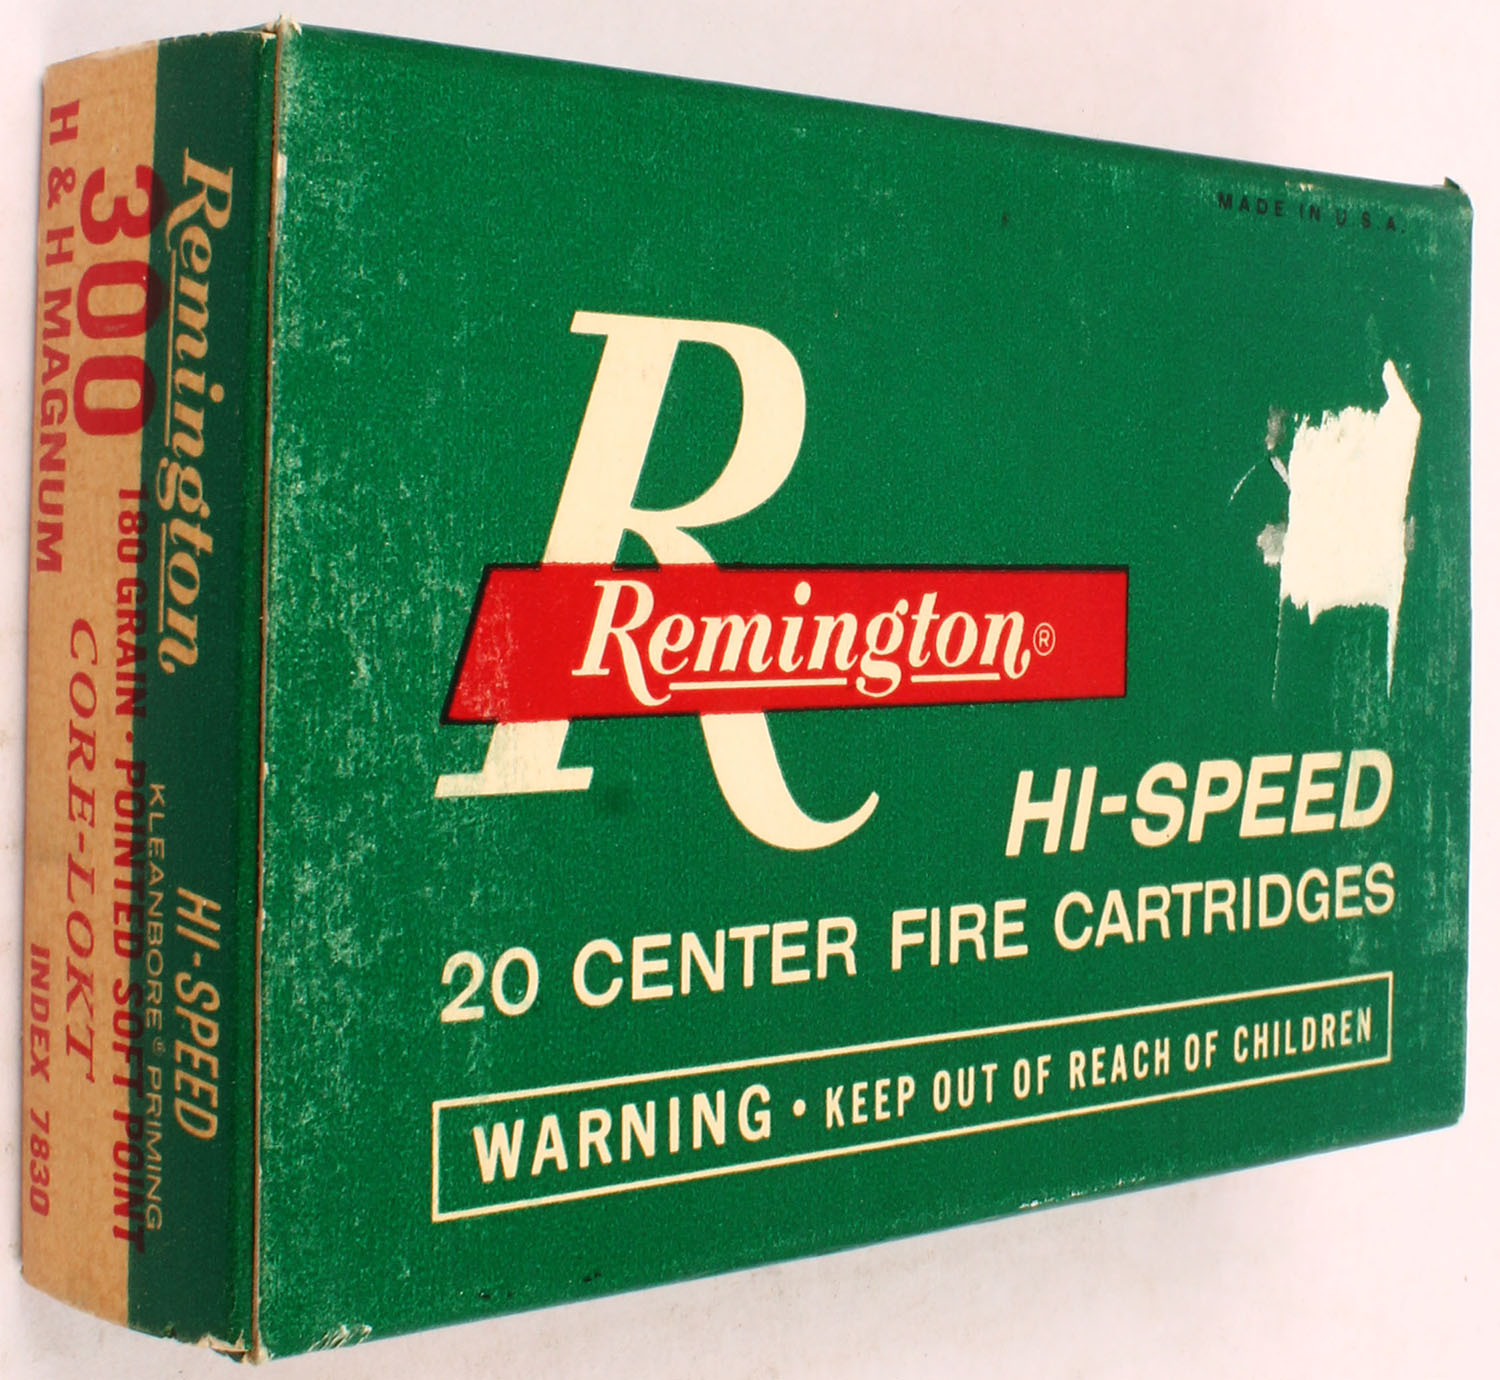 MADE IN U.S.A.
R
Remington®
HI-SPEED
20 CENTER FIRE CARTRIDGES
WARNING • KEEP OUT OF REACH OF CHILDREN
Remington HI-SPEED
KLEANBORE® PRIMING
300 180 GRAIN • POINTED SOFT POINT
H & H MAGNUM CORE-LOKT INDEX 7830